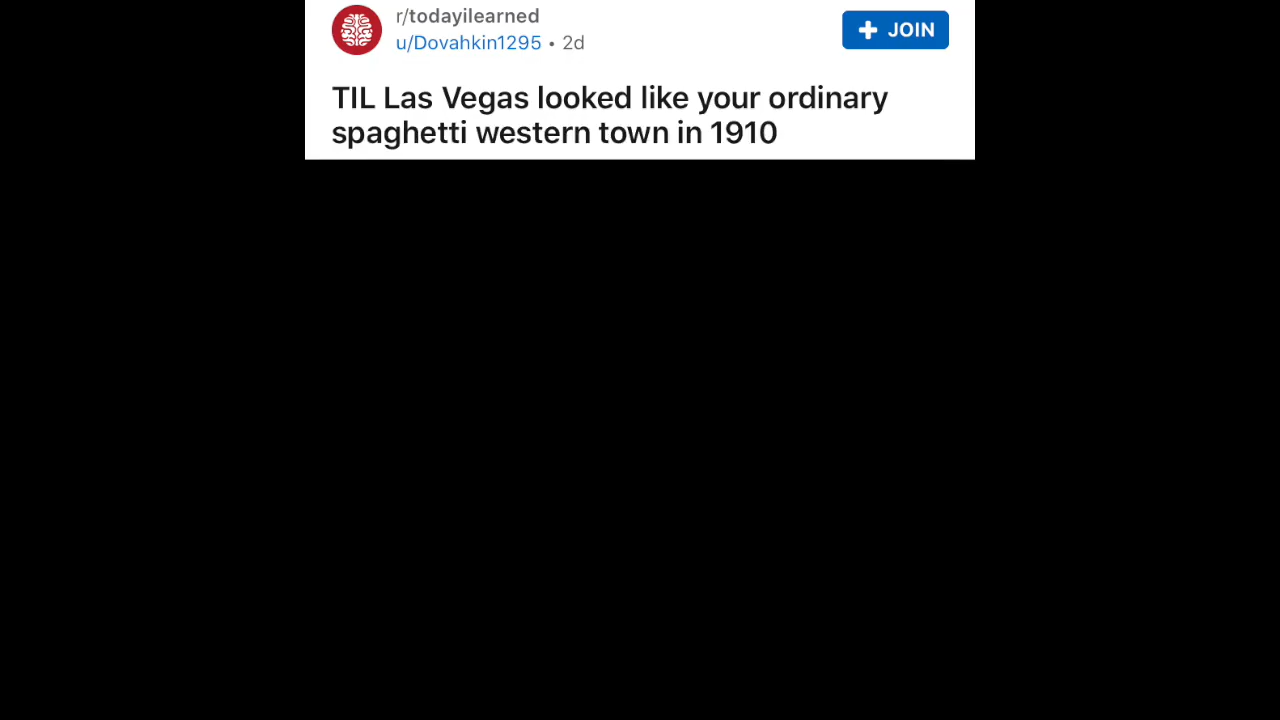 r/todayilearned
u/Dovahkin1295 • 2d
+ JOIN
TIL Las Vegas looked like your ordinary
spaghetti western town in 1910